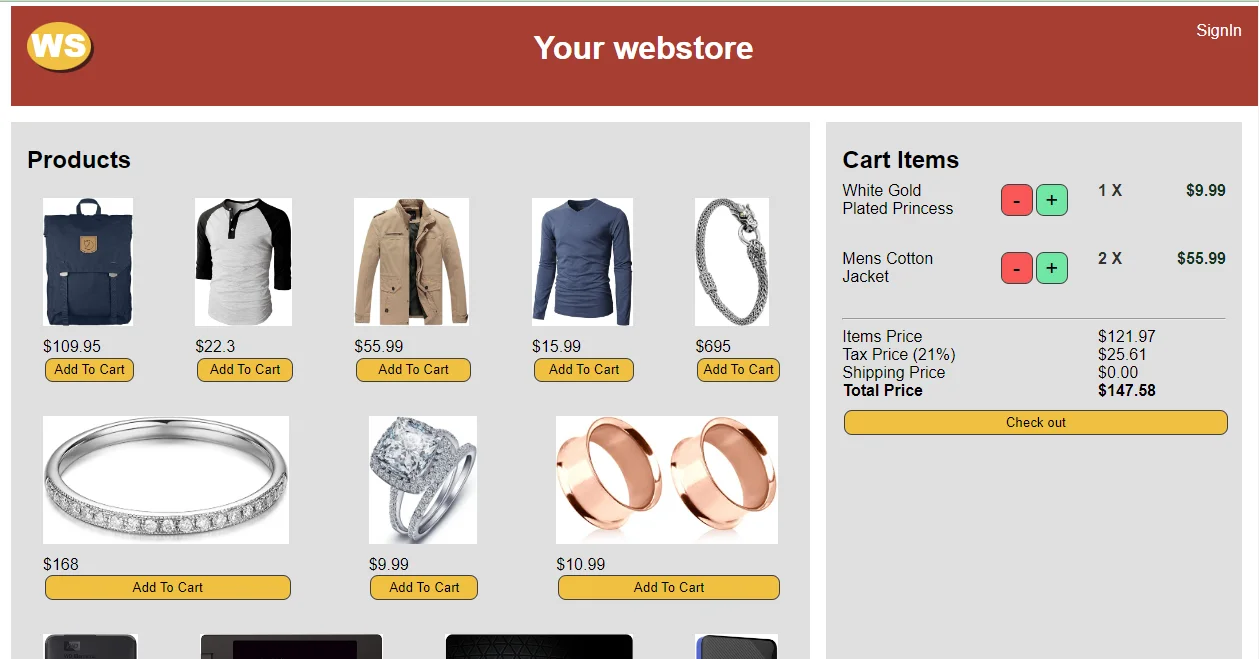 WS
Your webstore
SignIn
Products
$109.95
Add To Cart
$22.3
Add To Cart
$55.99
Add To Cart
$15.99
Add To Cart
$695
Add To Cart
$168
Add To Cart
$9.99
Add To Cart
$10.99
Add To Cart
Cart Items
White Gold
Plated Princess
- + 1 X $9.99
Mens Cotton
Jacket
- + 2 X $55.99
Items Price $121.97
Tax Price (21%) $25.61
Shipping Price $0.00
Total Price $147.58
Check out